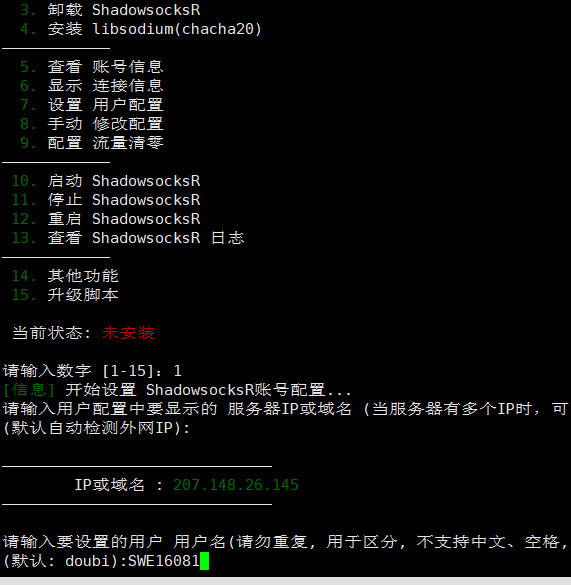 3. 卸载 ShadowsocksR
4. 安装 libsodium(chacha20)
5. 查看 账号信息
6. 显示 连接信息
7. 设置 用户配置
8. 手动 修改配置
9. 配置 流量清零
10. 启动 ShadowsocksR
11. 停止 ShadowsocksR
12. 重启 ShadowsocksR
13. 查看 ShadowsocksR 日志
14. 其他功能
15. 升级脚本
当前状态: 未安装
请输入数字 [1-15]：1
[信息] 开始设置 ShadowsocksR账号配置...
请输入用户配置中要显示的 服务器IP或域名 (当服务器有多个IP时，可
(默认自动检测外网IP):
IP或域名 : 207.148.26.145
请输入要设置的用户 用户名(请勿重复, 用于区分, 不支持中文、空格,
(默认: doubi):SWE16081